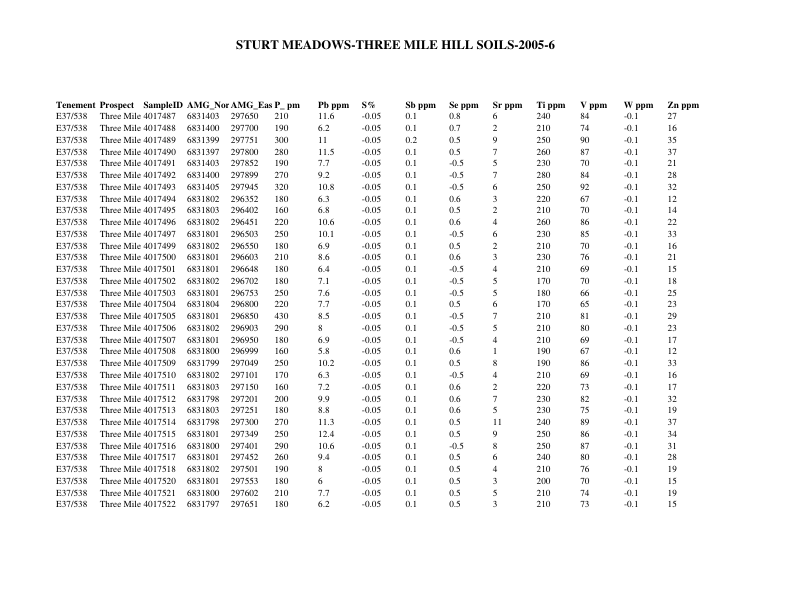 STURT MEADOWS-THREE MILE HILL SOILS-2005-6
Tenement Prospect SampleID AMG_Nor AMG_Eas P_ pm Pb ppm S% Sb ppm Se ppm Sr ppm Ti ppm V ppm W ppm Zn ppm
E37/538 Three Mile 4017487 6831403 297650 210 11.6 -0.05 0.1 0.8 6 240 84 -0.1 27
E37/538 Three Mile 4017488 6831400 297700 190 6.2 -0.05 0.1 0.7 2 210 74 -0.1 16
E37/538 Three Mile 4017489 6831399 297751 300 11 -0.05 0.2 0.5 9 250 90 -0.1 35
E37/538 Three Mile 4017490 6831397 297800 280 11.5 -0.05 0.1 0.5 7 260 87 -0.1 37
E37/538 Three Mile 4017491 6831403 297852 190 7.7 -0.05 0.1 -0.5 5 230 70 -0.1 21
E37/538 Three Mile 4017492 6831400 297899 270 9.2 -0.05 0.1 -0.5 7 280 84 -0.1 28
E37/538 Three Mile 4017493 6831405 297945 320 10.8 -0.05 0.1 -0.5 6 250 92 -0.1 32
E37/538 Three Mile 4017494 6831802 296352 180 6.3 -0.05 0.1 0.6 3 220 67 -0.1 12
E37/538 Three Mile 4017495 6831803 296402 160 6.8 -0.05 0.1 0.5 2 210 70 -0.1 14
E37/538 Three Mile 4017496 6831802 296451 220 10.6 -0.05 0.1 0.6 4 260 86 -0.1 22
E37/538 Three Mile 4017497 6831801 296503 250 10.1 -0.05 0.1 -0.5 6 230 85 -0.1 33
E37/538 Three Mile 4017499 6831802 296550 180 6.9 -0.05 0.1 0.5 2 210 70 -0.1 16
E37/538 Three Mile 4017500 6831801 296603 210 8.6 -0.05 0.1 0.6 3 230 76 -0.1 21
E37/538 Three Mile 4017501 6831801 296648 180 6.4 -0.05 0.1 -0.5 4 210 69 -0.1 15
E37/538 Three Mile 4017502 6831802 296702 180 7.1 -0.05 0.1 -0.5 5 170 70 -0.1 18
E37/538 Three Mile 4017503 6831801 296753 250 7.6 -0.05 0.1 -0.5 5 180 66 -0.1 25
E37/538 Three Mile 4017504 6831804 296800 220 7.7 -0.05 0.1 0.5 6 170 65 -0.1 23
E37/538 Three Mile 4017505 6831801 296850 430 8.5 -0.05 0.1 -0.5 7 210 81 -0.1 29
E37/538 Three Mile 4017506 6831802 296903 290 8 -0.05 0.1 -0.5 5 210 80 -0.1 23
E37/538 Three Mile 4017507 6831801 296950 180 6.9 -0.05 0.1 -0.5 4 210 69 -0.1 17
E37/538 Three Mile 4017508 6831800 296999 160 5.8 -0.05 0.1 0.6 1 190 67 -0.1 12
E37/538 Three Mile 4017509 6831799 297049 250 10.2 -0.05 0.1 0.5 8 190 86 -0.1 33
E37/538 Three Mile 4017510 6831802 297101 170 6.3 -0.05 0.1 -0.5 4 210 69 -0.1 16
E37/538 Three Mile 4017511 6831803 297150 160 7.2 -0.05 0.1 0.6 2 220 73 -0.1 17
E37/538 Three Mile 4017512 6831798 297201 200 9.9 -0.05 0.1 0.6 7 230 82 -0.1 32
E37/538 Three Mile 4017513 6831803 297251 180 8.8 -0.05 0.1 0.6 5 230 75 -0.1 19
E37/538 Three Mile 4017514 6831798 297300 270 11.3 -0.05 0.1 0.5 11 240 89 -0.1 37
E37/538 Three Mile 4017515 6831801 297349 250 12.4 -0.05 0.1 0.5 9 250 86 -0.1 34
E37/538 Three Mile 4017516 6831800 297401 290 10.6 -0.05 0.1 -0.5 8 250 87 -0.1 31
E37/538 Three Mile 4017517 6831801 297452 260 9.4 -0.05 0.1 0.5 6 240 80 -0.1 28
E37/538 Three Mile 4017518 6831802 297501 190 8 -0.05 0.1 0.5 4 210 76 -0.1 19
E37/538 Three Mile 4017520 6831801 297553 180 6 -0.05 0.1 0.5 3 200 70 -0.1 15
E37/538 Three Mile 4017521 6831800 297602 210 7.7 -0.05 0.1 0.5 5 210 74 -0.1 19
E37/538 Three Mile 4017522 6831797 297651 180 6.2 -0.05 0.1 0.5 3 210 73 -0.1 15